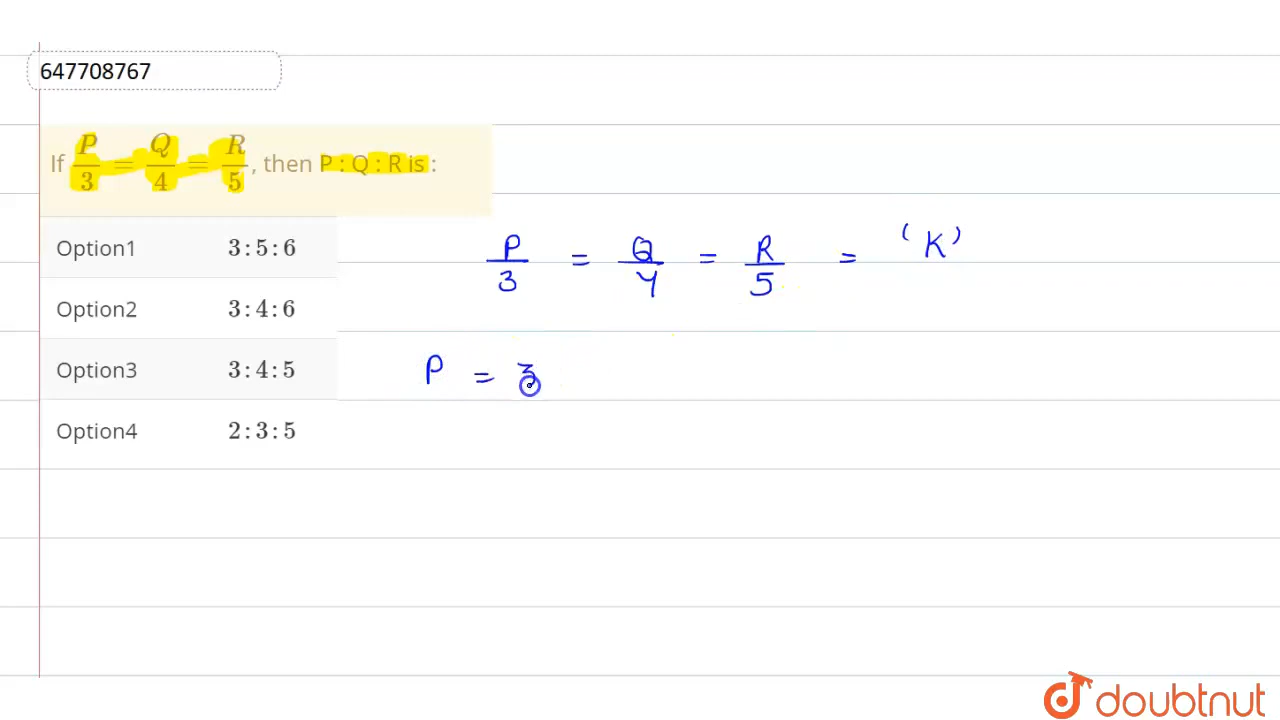 647708767
If P/3 = Q/4 = R/5, then P : Q : R is :
Option1 3 : 5 : 6
Option2 3 : 4 : 6
Option3 3 : 4 : 5
Option4 2 : 3 : 5
P/3 = Q/4 = R/5 = (K)
P = 3
doubtnut